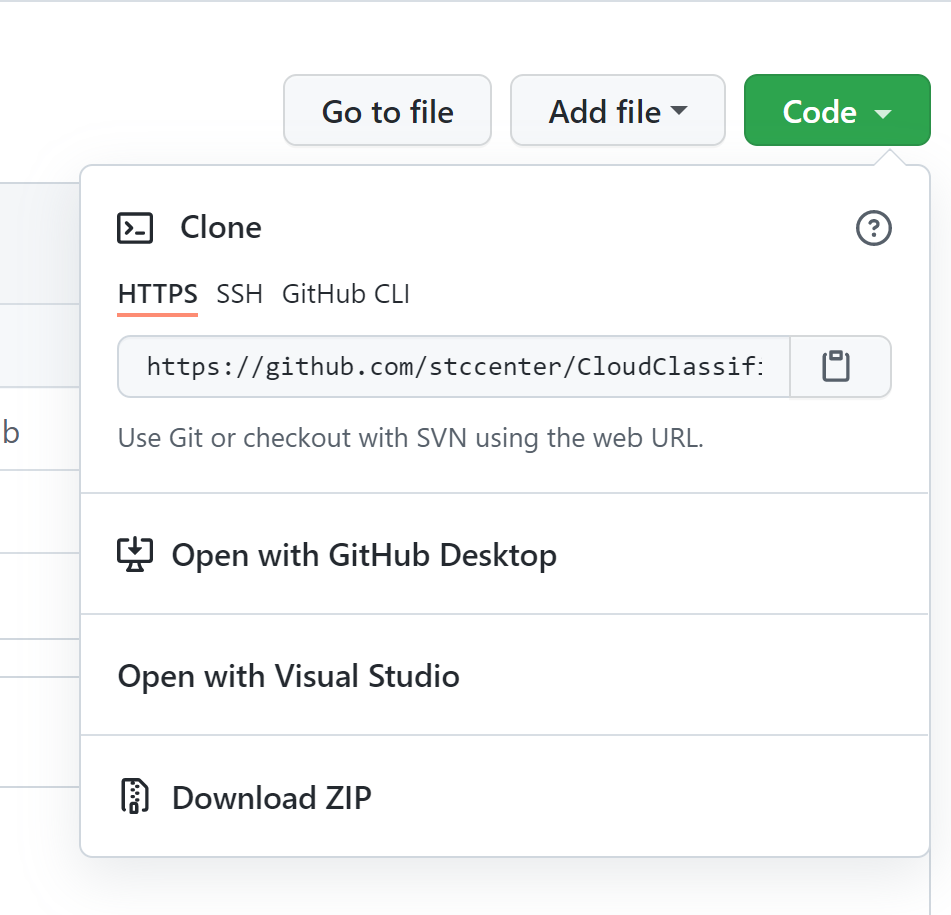 Go to file Add file Code
Clone
HTTPS SSH GitHub CLI
https://github.com/stccenter/CloudClassifi
b
Use Git or checkout with SVN using the web URL.
Open with GitHub Desktop
Open with Visual Studio
Download ZIP